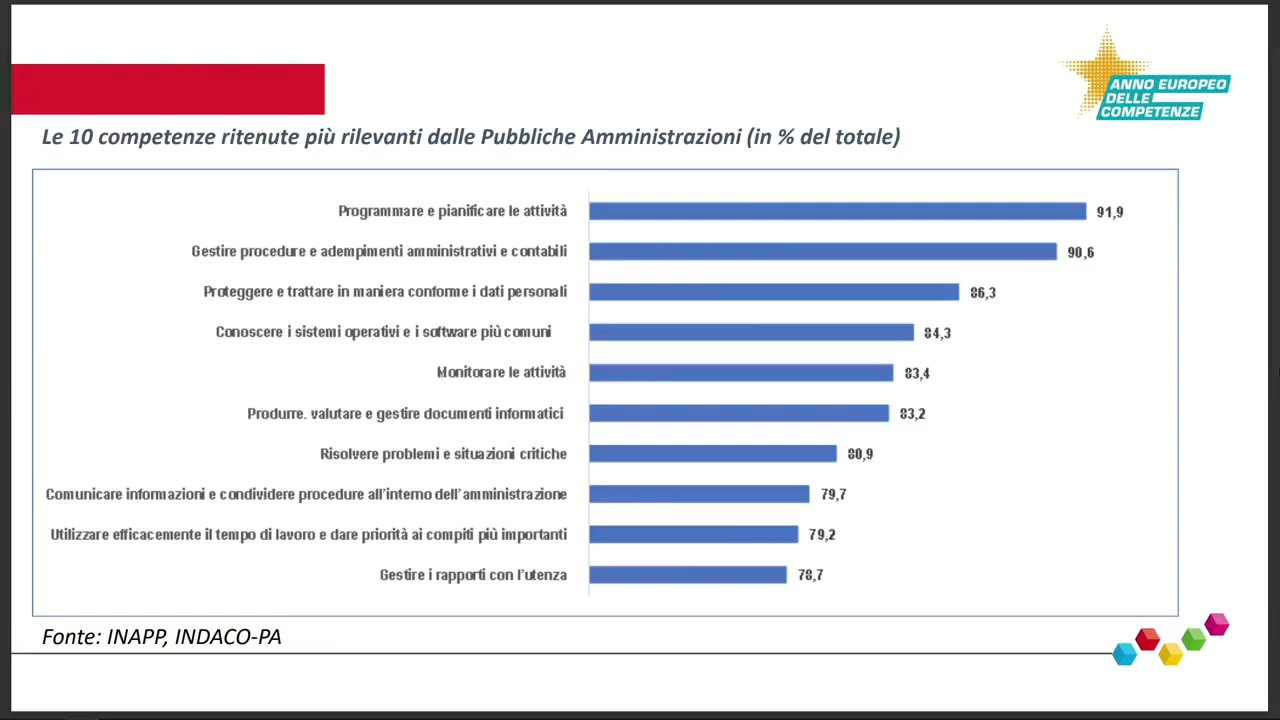 ANNO EUROPEO
DELLE
COMPETENZE
Le 10 competenze ritenute più rilevanti dalle Pubbliche Amministrazioni (in % del totale)
Programmare e pianificare le attività 91,9
Gestire procedure e adempimenti amministrativi e contabili 90,6
Proteggere e trattare in maniera conforme i dati personali 86,3
Conoscere i sistemi operativi e i software più comuni 84,3
Monitorare le attività 83,4
Produrre. valutare e gestire documenti informatici 83,2
Risolvere problemi e situazioni critiche 80,9
Comunicare informazioni e condividere procedure all'interno dell'amministrazione 79,7
Utilizzare efficacemente il tempo di lavoro e dare priorità ai compiti più importanti 79,2
Gestire i rapporti con l'utenza 78,7
Fonte: INAPP, INDACO-PA